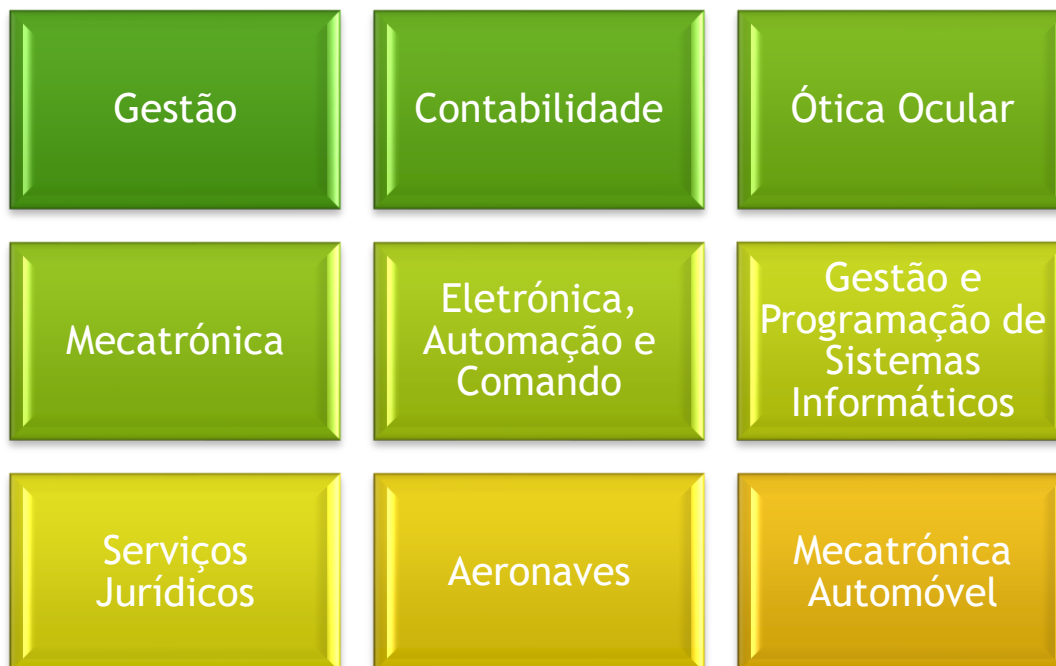 Gestão
Contabilidade
Ótica Ocular
Mecatrónica
Eletrónica,
Automação e
Comando
Gestão e
Programação de
Sistemas
Informáticos
Serviços
Jurídicos
Aeronaves
Mecatrónica
Automóvel